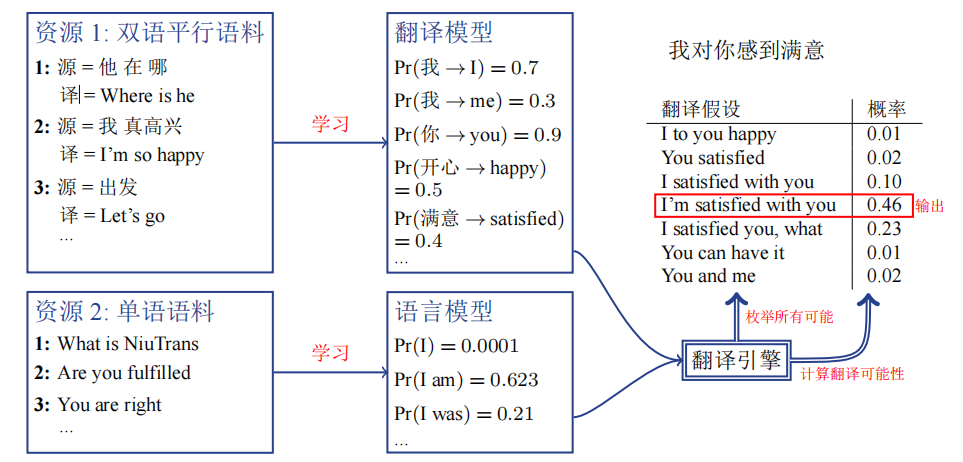 资源 1: 双语平行语料
1: 源 = 他 在 哪
译 = Where is he
2: 源 = 我 真高兴
译 = I'm so happy
3: 源 = 出发
译 = Let's go
...
学习
翻译模型
Pr(我 → I) = 0.7
Pr(我 → me) = 0.3
Pr(你 → you) = 0.9
Pr(开心 → happy)
= 0.5
Pr(满意 → satisfied)
= 0.4
...
资源 2: 单语语料
1: What is NiuTrans
2: Are you fulfilled
3: You are right
...
学习
语言模型
Pr(I) = 0.0001
Pr(I am) = 0.623
Pr(I was) = 0.21
...
我对你感到满意
翻译假设 概率
I to you happy 0.01
You satisfied 0.02
I satisfied with you 0.10
I'm satisfied with you 0.46 输出
I satisfied you, what 0.23
You can have it 0.01
You and me 0.02
枚举所有可能
翻译引擎
计算翻译可能性